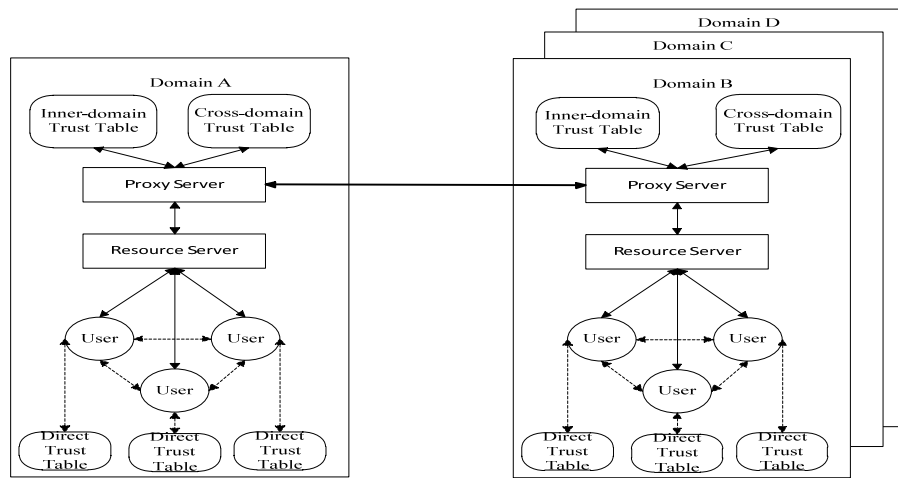 Domain D
Domain C
Domain A
Domain B
Inner-domain
Trust Table
Cross-domain
Trust Table
Inner-domain
Trust Table
Cross-domain
Trust Table
Proxy Server
Proxy Server
Resource Server
Resource Server
User
User
User
User
User
User
Direct
Trust
Table
Direct
Trust
Table
Direct
Trust
Table
Direct
Trust
Table
Direct
Trust
Table
Direct
Trust
Table